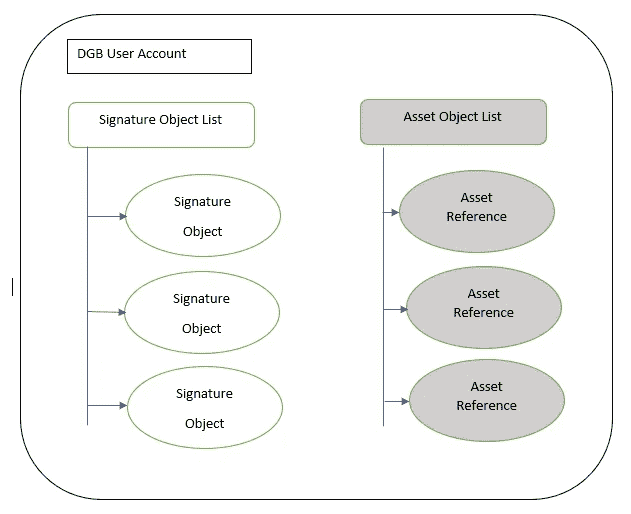 DGB User Account
Signature Object List
Asset Object List
Signature
Object
Asset
Reference
Signature
Object
Asset
Reference
Signature
Object
Asset
Reference